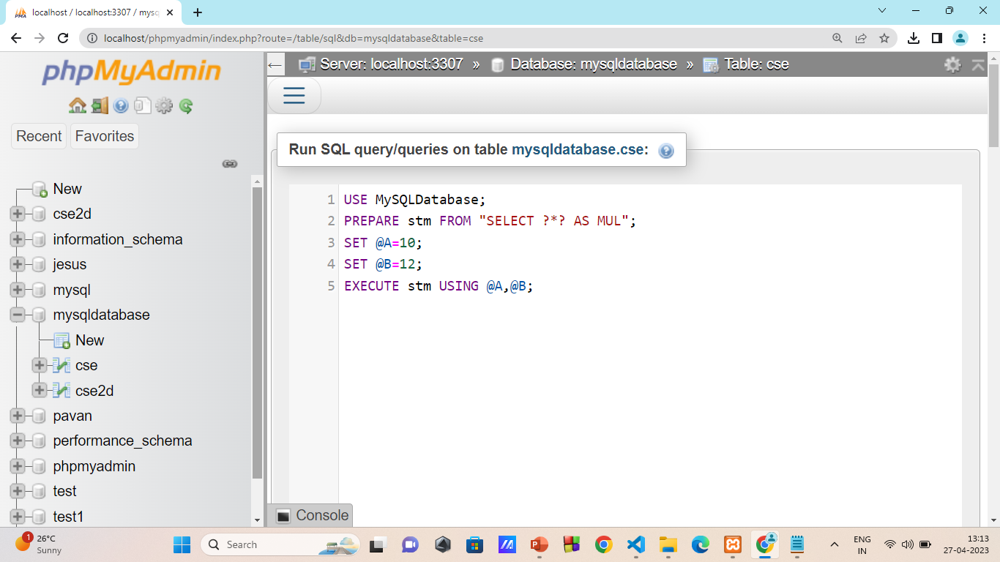 localhost / localhost:3307 / mysq
localhost/phpmyadmin/index.php?route=/table/sql&db=mysqldatabase&table=cse
phpMyAdmin
Recent
Favorites
New
cse2d
information_schema
jesus
mysql
mysqldatabase
New
cse
cse2d
pavan
performance_schema
phpmyadmin
test
test1
Server: localhost:3307 » Database: mysqldatabase » Table: cse
Run SQL query/queries on table mysqldatabase.cse:
1 USE MySQLDatabase;
2 PREPARE stm FROM "SELECT ?*? AS MUL";
3 SET @A=10;
4 SET @B=12;
5 EXECUTE stm USING @A,@B;
Console
1
26°C
Sunny
Search
ENG
IN
13:13
27-04-2023